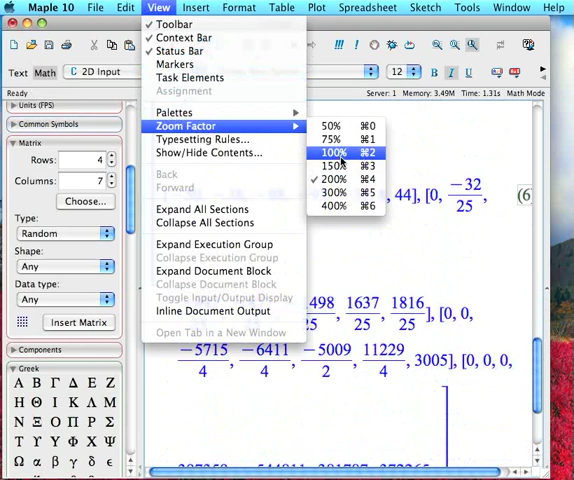 Maple 10 File Edit View Insert Format Table Plot Spreadsheet Sketch Tools Window Help
Text Math 2D Input 12 B I U
Ready Server: 1 Memory: 3.49M Time: 1.31s Math Mode
Toolbar
Context Bar
Status Bar
Markers
Task Elements
Assignment
Palettes
Zoom Factor
Typesetting Rules...
Show/Hide Contents...
Back
Forward
Expand All Sections
Collapse All Sections
Expand Execution Group
Collapse Execution Group
Expand Document Block
Collapse Document Block
Toggle Input/Output Display
Inline Document Output
Open Tab in a New Window
50% ⌘0
75% ⌘1
100% ⌘2
150% ⌘3
200% ⌘4
300% ⌘5
400% ⌘6
Units (FPS)
Common Symbols
Matrix
Rows: 4
Columns: 7
Choose...
Type:
Random
Shape:
Any
Data type:
Any
Insert Matrix
Components
Greek
Α Β Γ Δ Ε Ζ
Η Θ Ι Κ Λ Μ
Ν Ξ Ο Π Ρ Σ
Τ Υ Φ Χ Ψ
Ω α β γ δ ε
, 44], [0, -32/25, (6
1498/25, 1637/25, 1816/25], [0, 0,
-5715/4, -6411/4, -5009/2, 11229/4, 3005], [0, 0, 0,